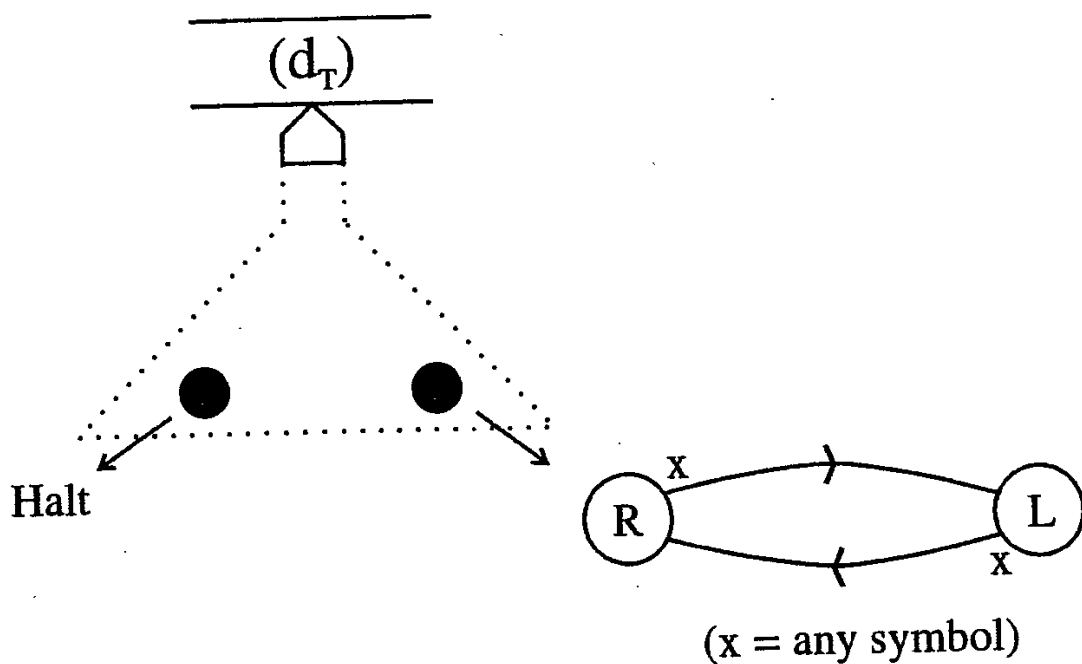 (d_T)
Halt
x
R
L
x
(x = any symbol)